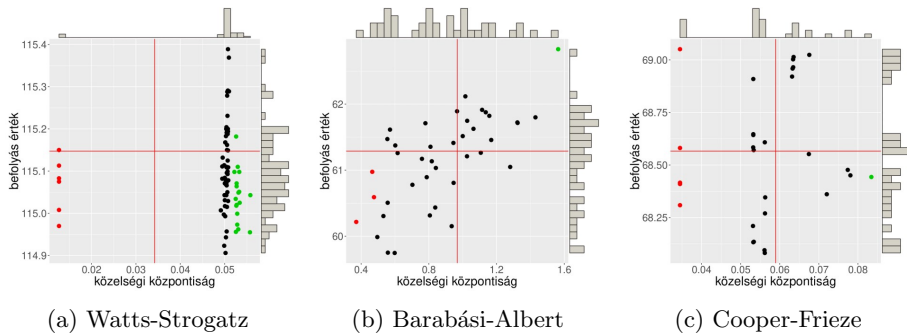 115.4
115.3
115.2
115.1
115.0
114.9
befolyás érték
0.02
0.03
0.04
0.05
közelségi központiság
(a) Watts-Strogatz
62
61
60
befolyás érték
0.4
0.8
1.2
1.6
közelségi központiság
(b) Barabási-Albert
69.00
68.75
68.50
68.25
befolyás érték
0.04
0.05
0.06
0.07
0.08
közelségi központiság
(c) Cooper-Frieze